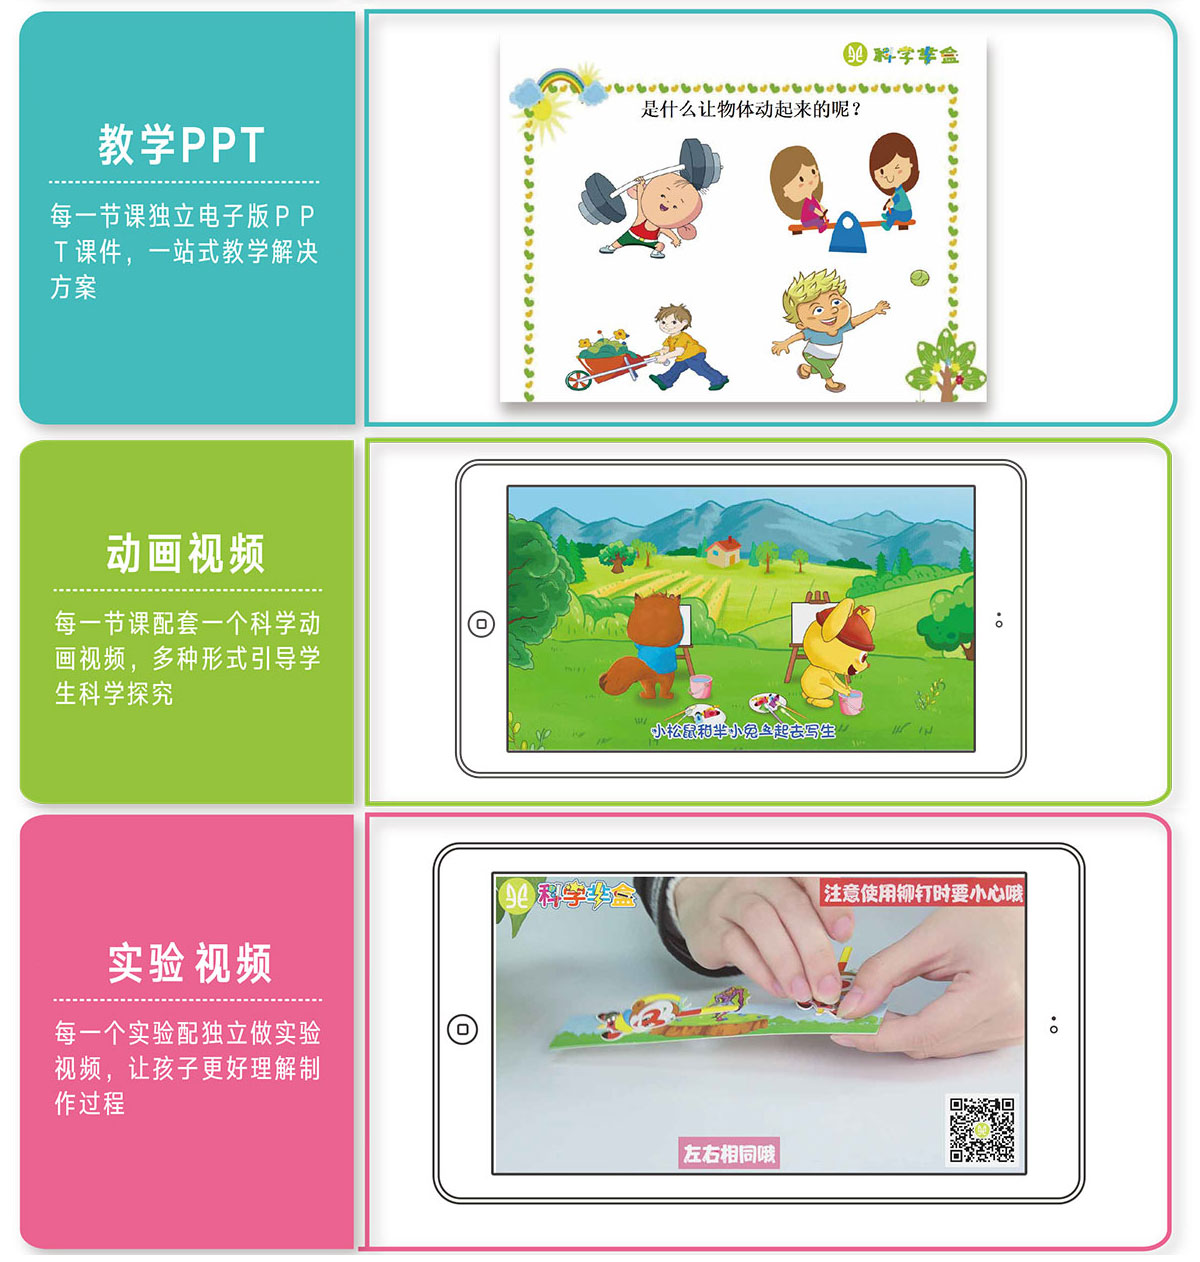 教学PPT
每一节课独立电子版ＰＰ
Ｔ课件，一站式教学解决
方案
科学芈盒
是什么让物体动起来的呢？
动画视频
每一节课配套一个科学动
画视频，多种形式引导学
生科学探究
小松鼠和芈小兔一起去写生
实验视频
每一个实验配独立做实验
视频，让孩子更好理解制
作过程
科学芈盒
注意使用铆钉时要小心哦
左右相同哦